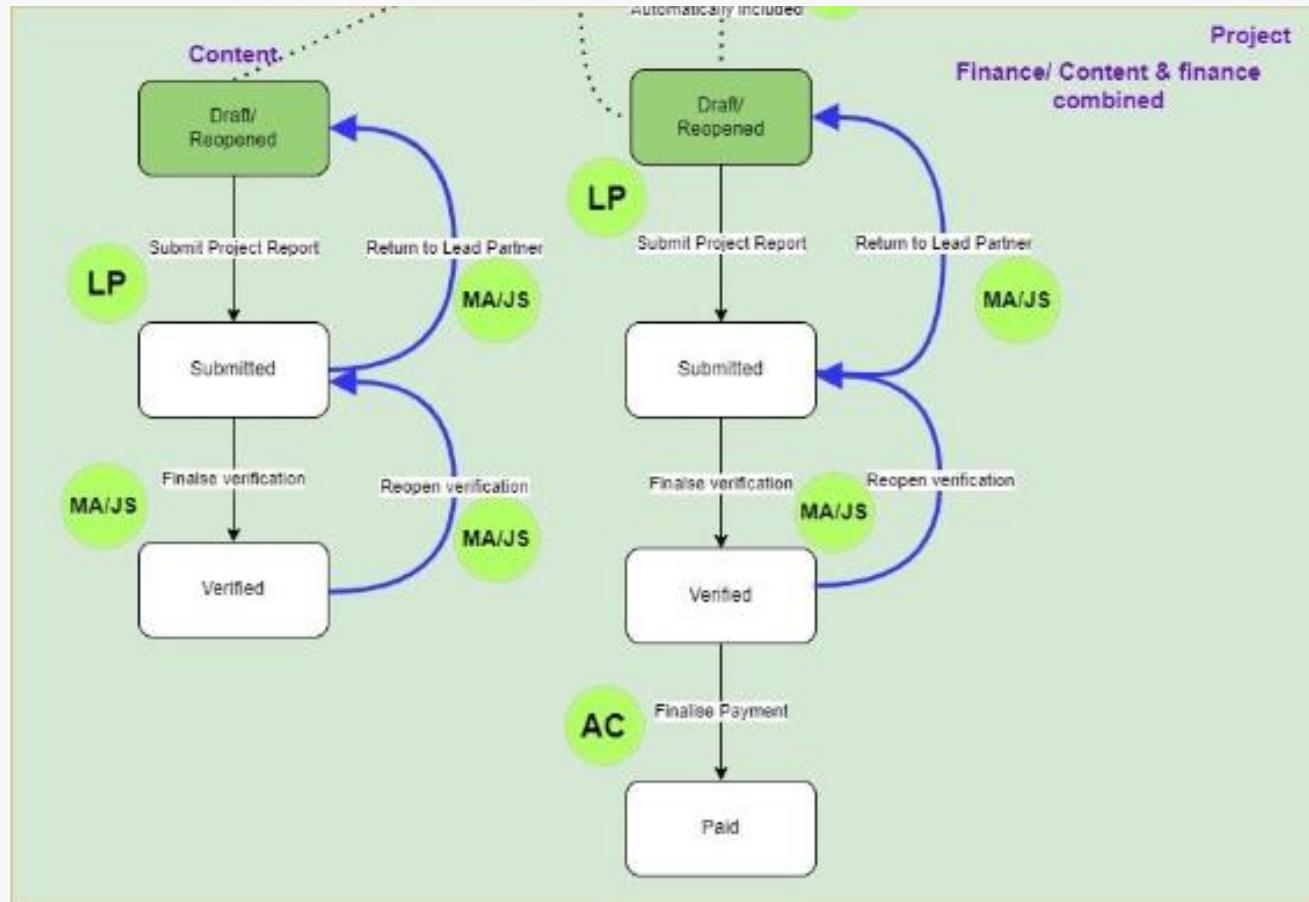 Automatically included
Project
Content
Finance/ Content & finance
combined
Draft/
Reopened
LP
Submit Project Report
Return to Lead Partner
MA/JS
Submitted
Finalise verification
MA/JS
Reopen verification
MA/JS
Verified
Draft/
Reopened
LP
Submit Project Report
Return to Lead Partner
MA/JS
Submitted
Finalse verification
MA/JS
Reopen verification
Verified
AC
Finalise Payment
Paid